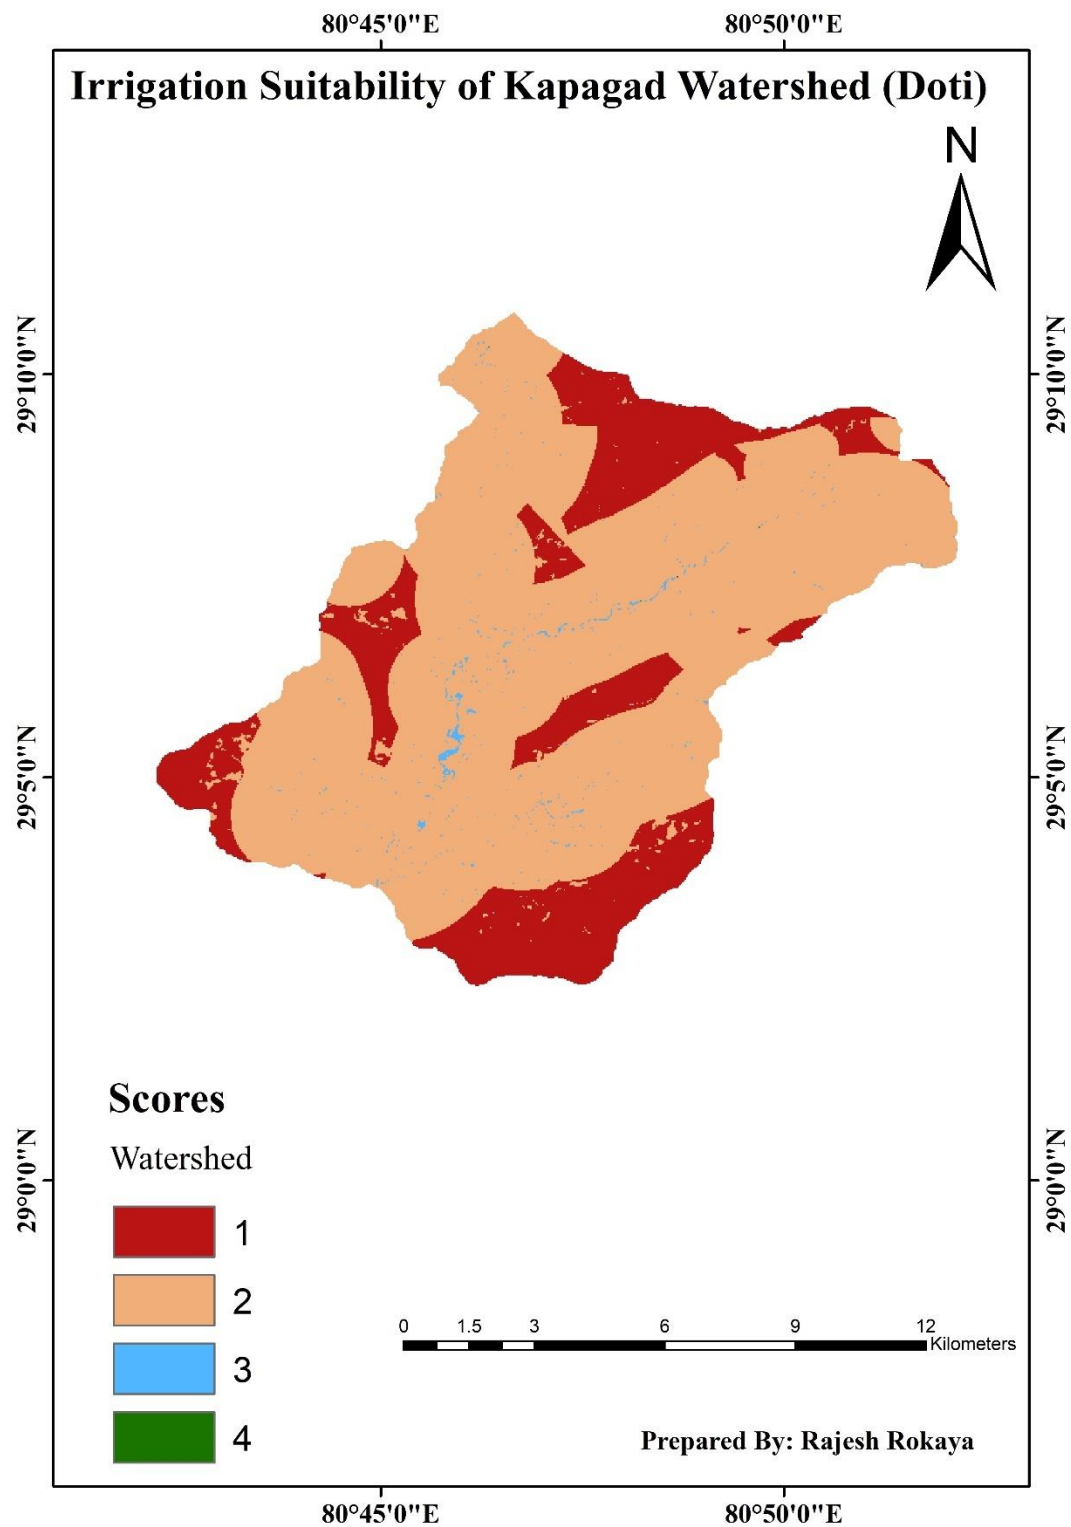 80°45'0"E 80°50'0"E
Irrigation Suitability of Kapagad Watershed (Doti)
N
29°10'0"N 29°10'0"N
29°5'0"N 29°5'0"N
Scores
Watershed
29°0'0"N 29°0'0"N
1
2
3
4
0 1.5 3 6 9 12
Kilometers
Prepared By: Rajesh Rokaya
80°45'0"E 80°50'0"E